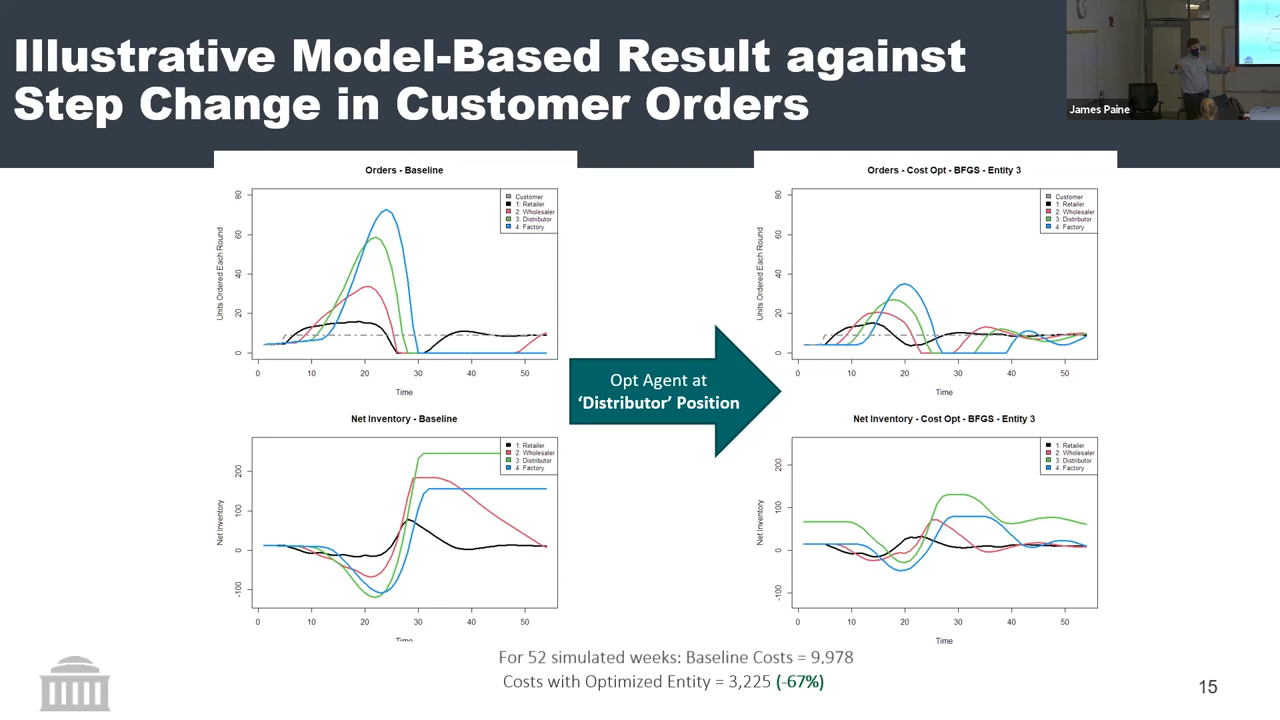 Illustrative Model-Based Result against
Step Change in Customer Orders
James Paine
Orders - Baseline
Units Ordered Each Round
80
60
40
20
0
Customer
1: Retailer
2: Wholesaler
3: Distributor
4: Factory
0 10 20 30 40 50
Time
Net Inventory - Baseline
Net Inventory
200
100
0
-100
1: Retailer
2: Wholesaler
3: Distributor
4: Factory
0 10 20 30 40 50
Time
Opt Agent at
‘Distributor’ Position
Orders - Cost Opt - BFGS - Entity 3
Units Ordered Each Round
80
60
40
20
0
Customer
1: Retailer
2: Wholesaler
3: Distributor
4: Factory
0 10 20 30 40 50
Time
Net Inventory - Cost Opt - BFGS - Entity 3
Net Inventory
200
100
0
-100
1: Retailer
2: Wholesaler
3: Distributor
4: Factory
0 10 20 30 40 50
Time
For 52 simulated weeks: Baseline Costs = 9,978
Costs with Optimized Entity = 3,225 (-67%)
15